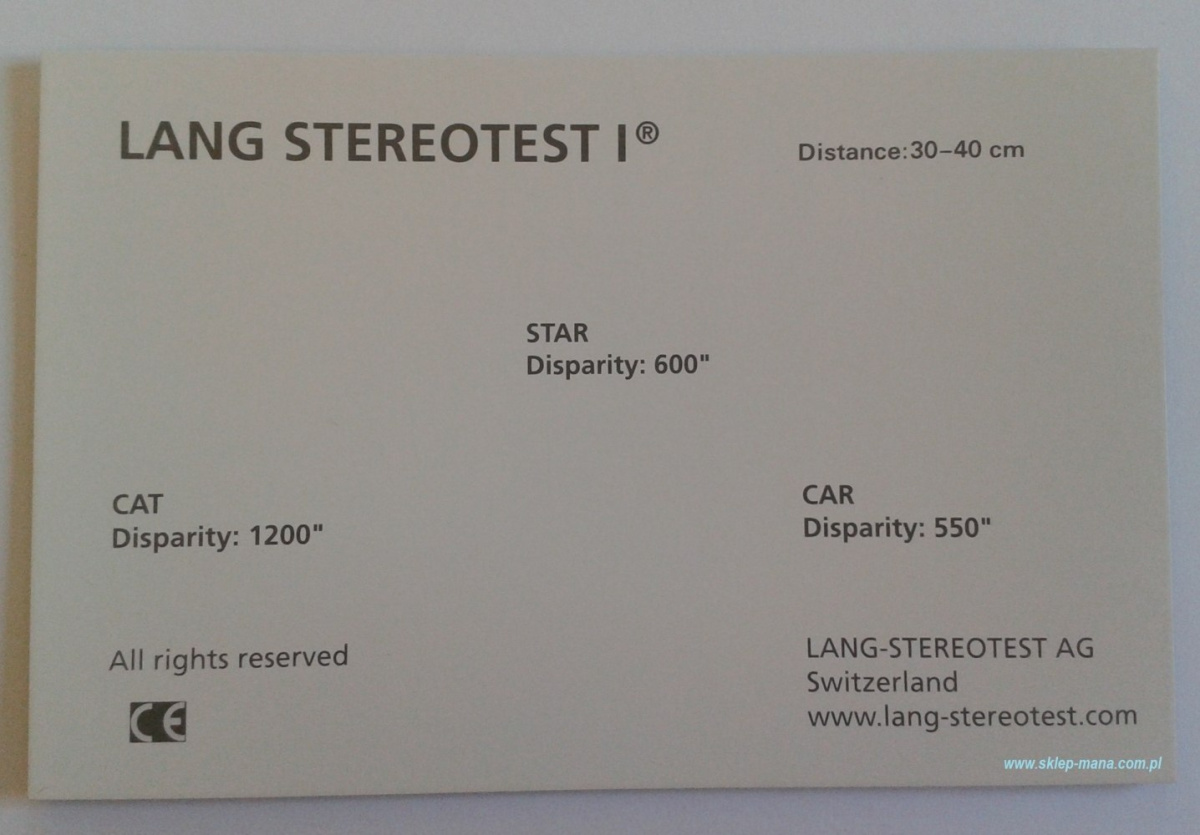 LANG STEREOTEST I®
Distance:30–40 cm
STAR
Disparity: 600"
CAT
Disparity: 1200"
CAR
Disparity: 550"
All rights reserved
CE
LANG-STEREOTEST AG
Switzerland
www.lang-stereotest.com
www.sklep-mana.com.pl